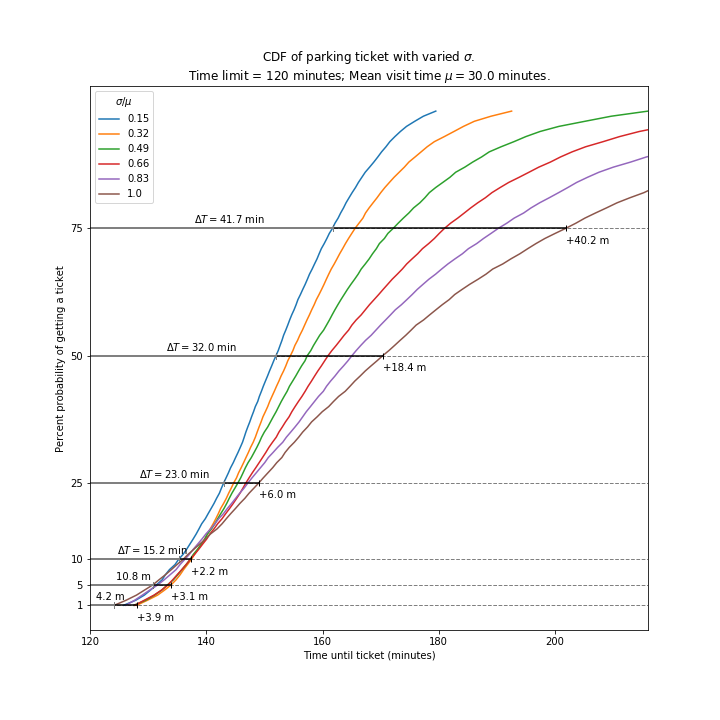 CDF of parking ticket with varied σ.
Time limit = 120 minutes; Mean visit time μ = 30.0 minutes.
σ/μ
0.15
0.32
0.49
0.66
0.83
1.0
Percent probability of getting a ticket
75
50
25
10
5
1
ΔT = 41.7 min
+40.2 m
ΔT = 32.0 min
+18.4 m
ΔT = 23.0 min
+6.0 m
ΔT = 15.2 min
+2.2 m
10.8 m
+3.1 m
4.2 m
+3.9 m
120
140
160
180
200
Time until ticket (minutes)